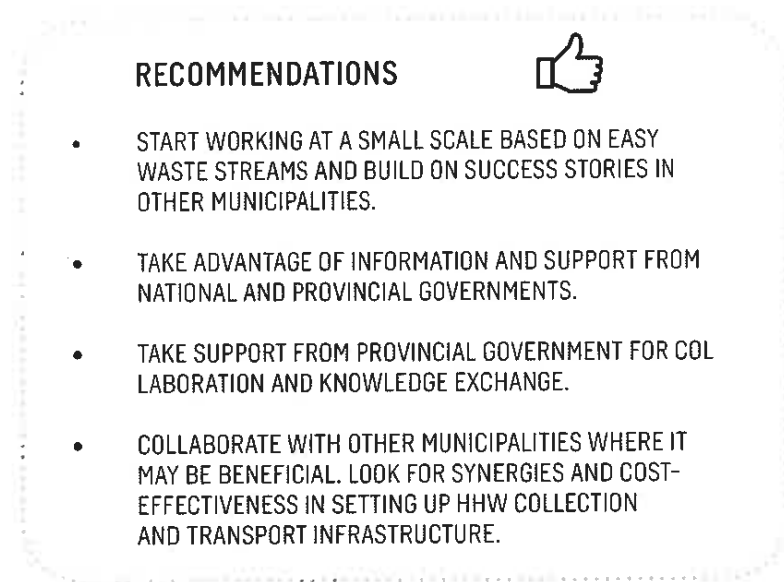 RECOMMENDATIONS
• START WORKING AT A SMALL SCALE BASED ON EASY
WASTE STREAMS AND BUILD ON SUCCESS STORIES IN
OTHER MUNICIPALITIES.
• TAKE ADVANTAGE OF INFORMATION AND SUPPORT FROM
NATIONAL AND PROVINCIAL GOVERNMENTS.
• TAKE SUPPORT FROM PROVINCIAL GOVERNMENT FOR COL
LABORATION AND KNOWLEDGE EXCHANGE.
• COLLABORATE WITH OTHER MUNICIPALITIES WHERE IT
MAY BE BENEFICIAL. LOOK FOR SYNERGIES AND COST-
EFFECTIVENESS IN SETTING UP HHW COLLECTION
AND TRANSPORT INFRASTRUCTURE.